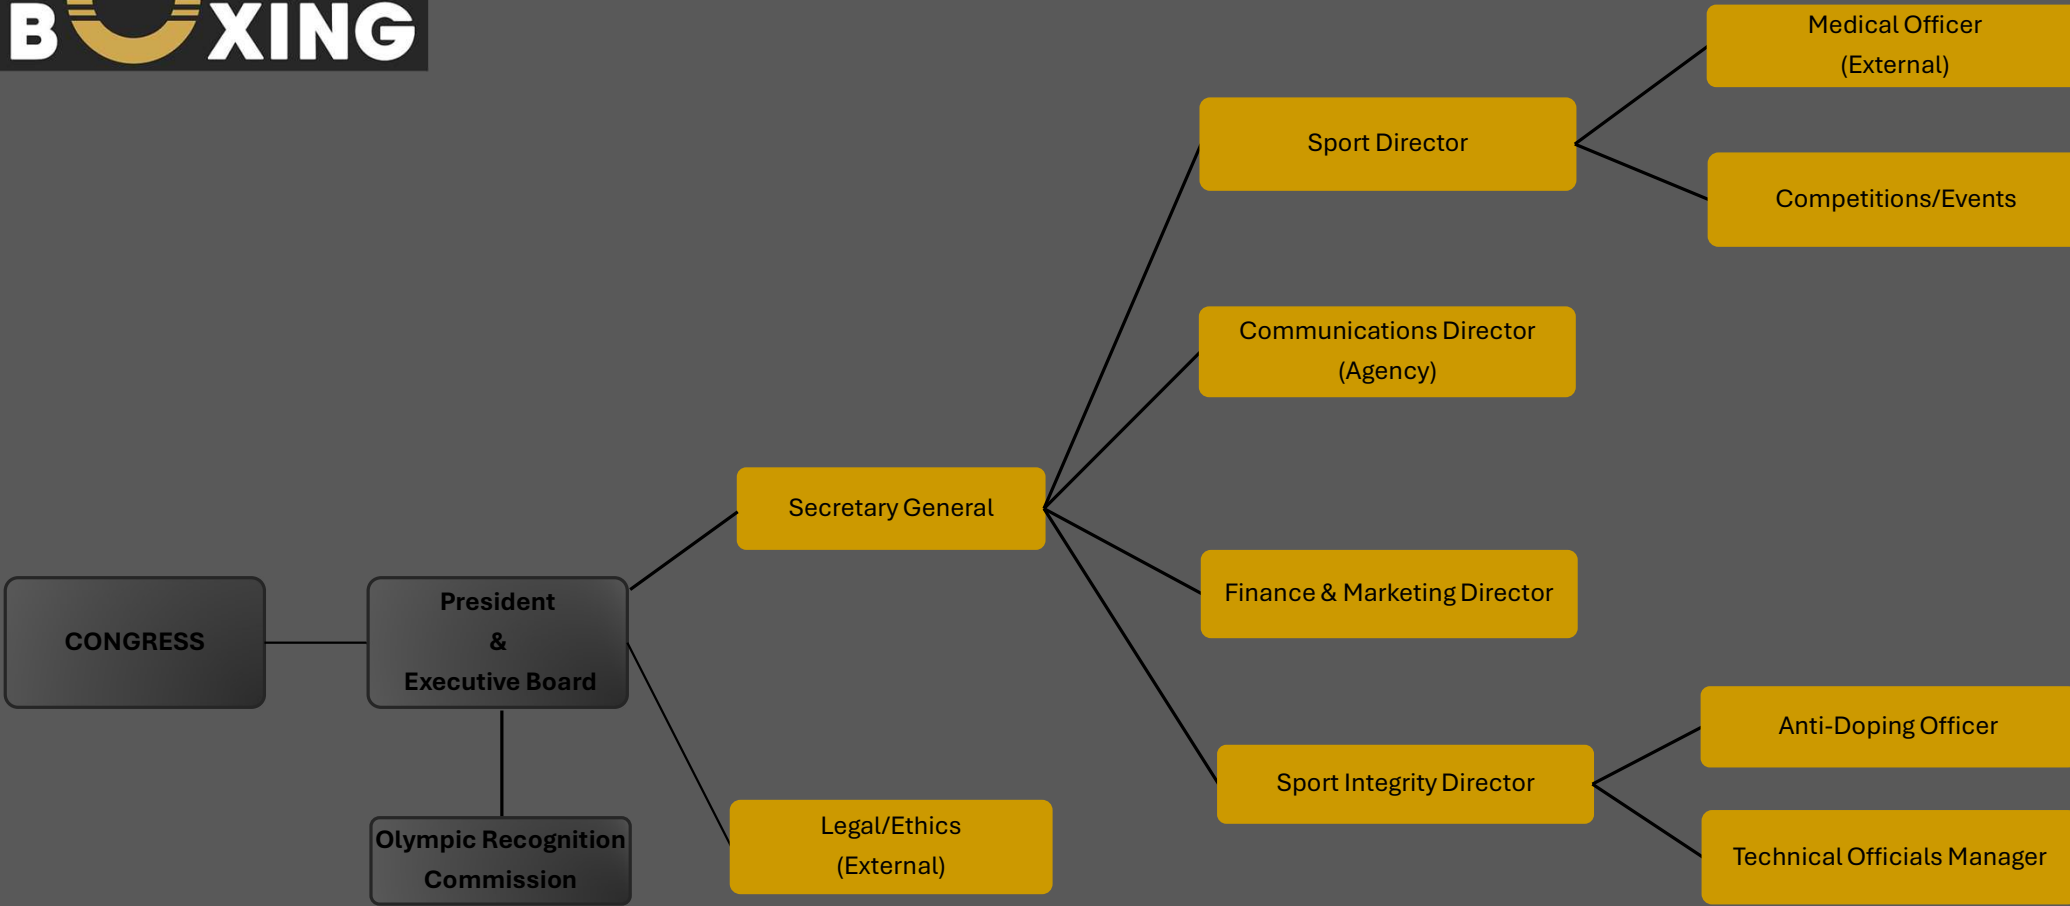 BOXING
Medical Officer
(External)
Sport Director
Competitions/Events
Communications Director
(Agency)
Secretary General
Finance & Marketing Director
CONGRESS
President
&
Executive Board
Anti-Doping Officer
Sport Integrity Director
Legal/Ethics
(External)
Olympic Recognition
Commission
Technical Officials Manager